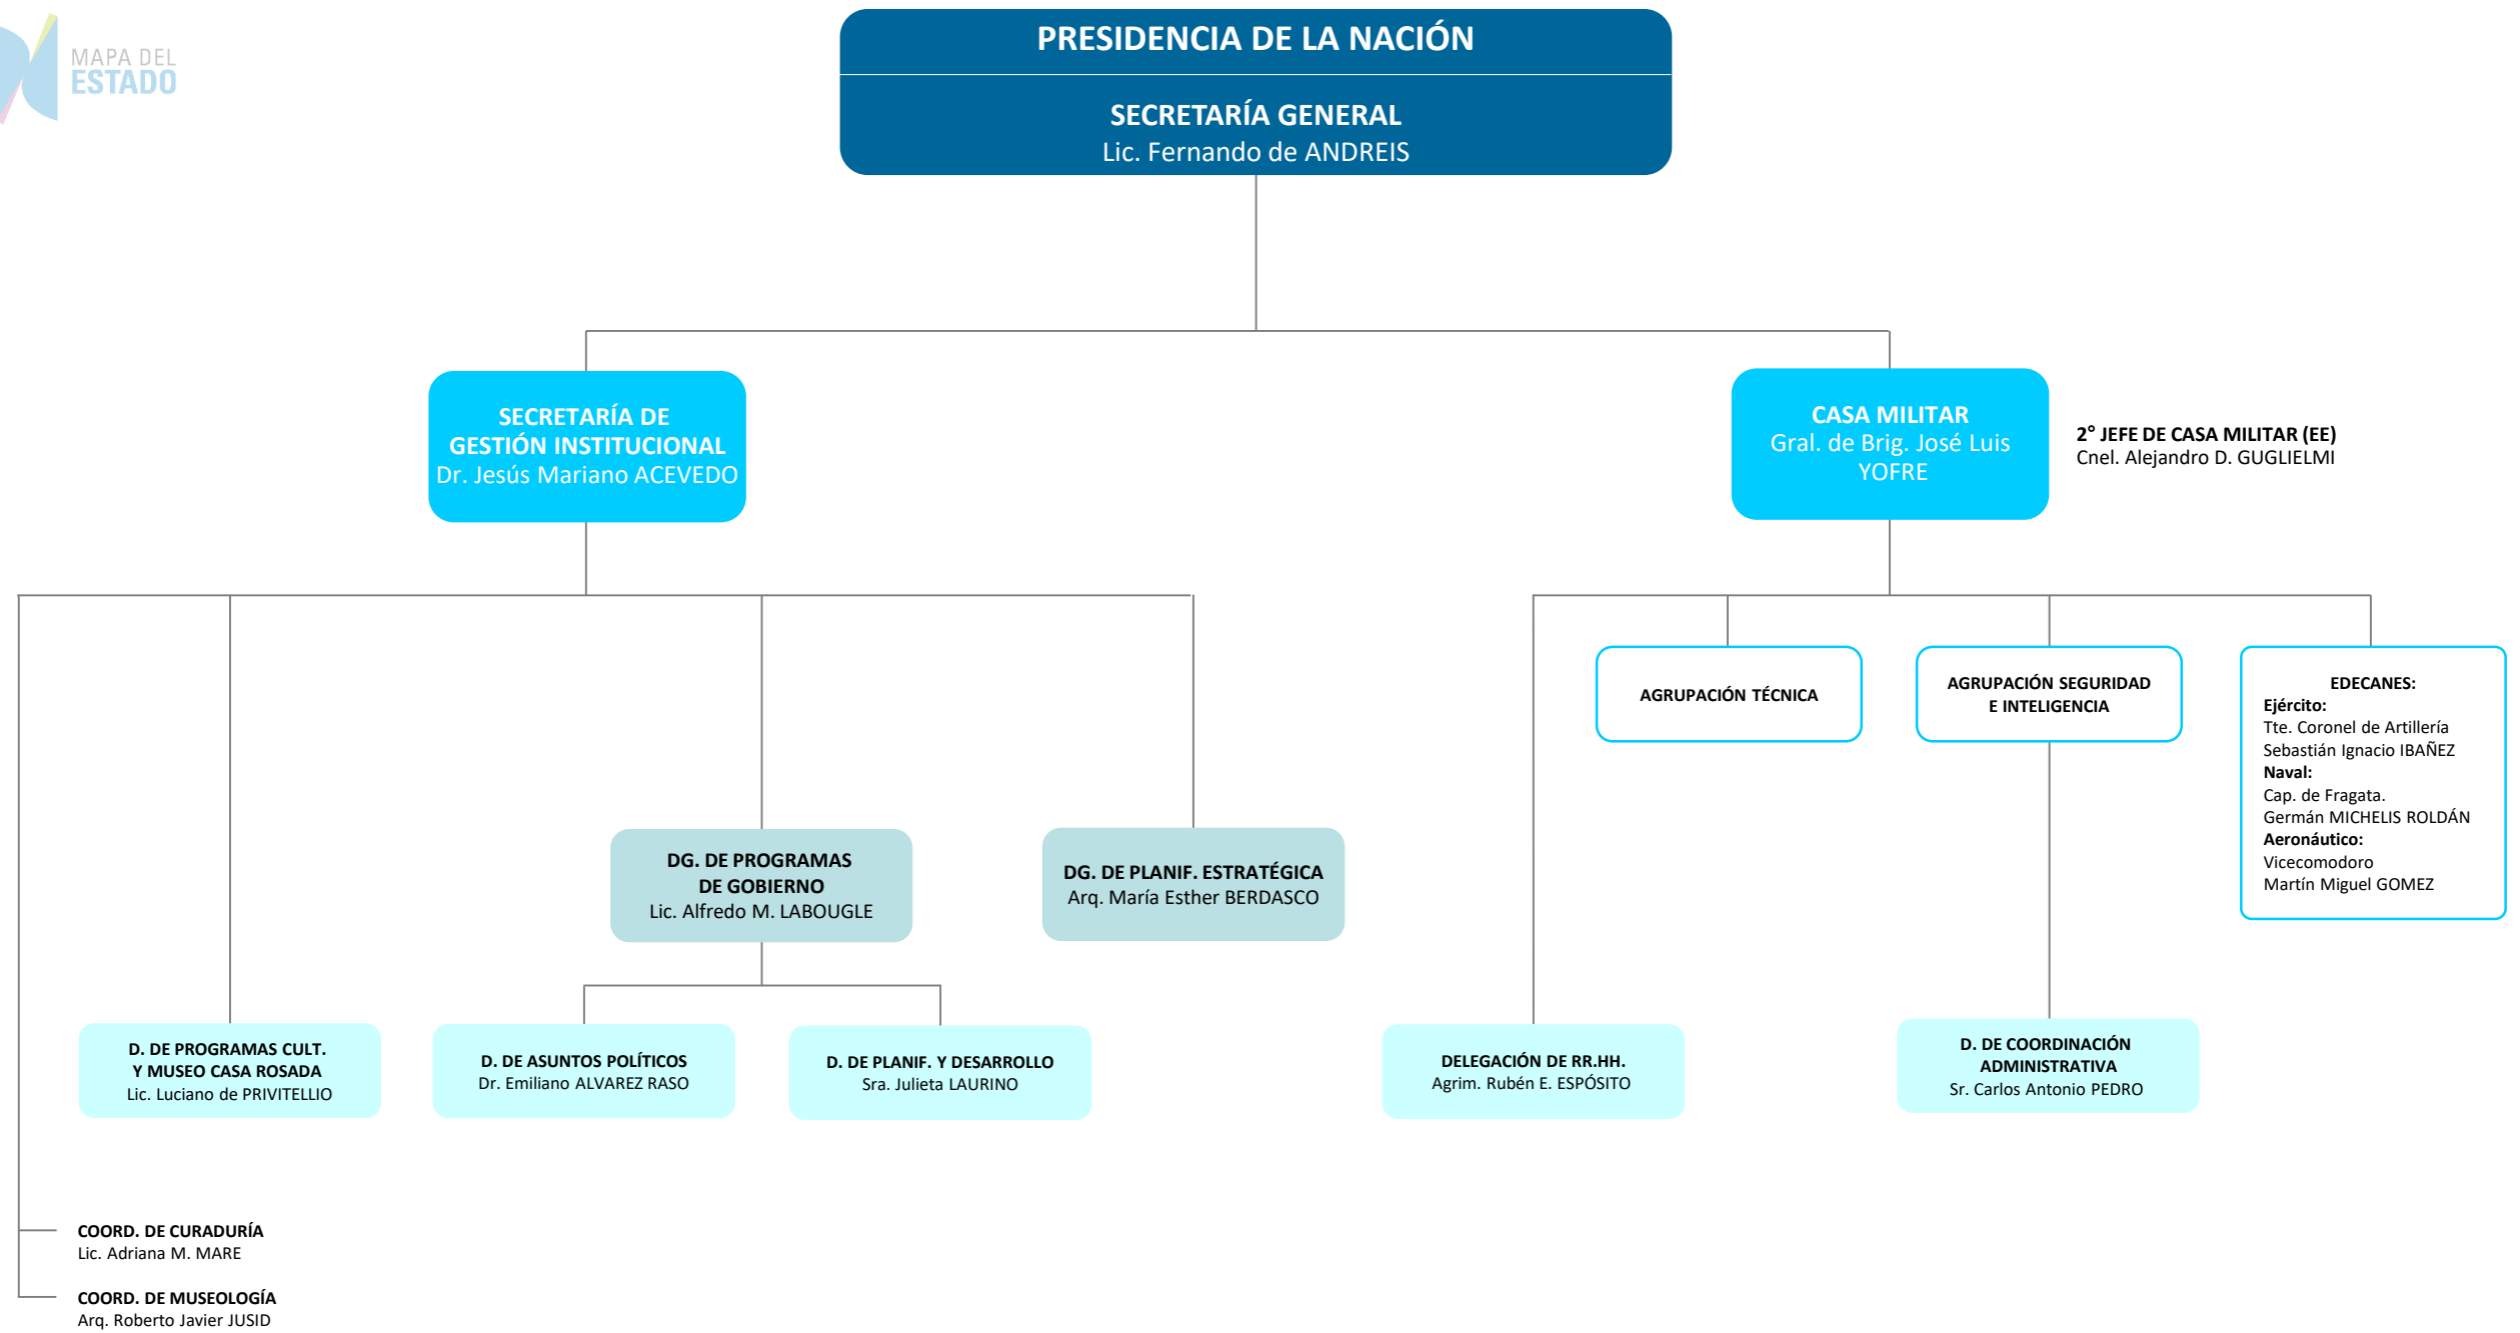 MAPA DEL
ESTADO
PRESIDENCIA DE LA NACIÓN
SECRETARÍA GENERAL
Lic. Fernando de ANDREIS
SECRETARÍA DE
GESTIÓN INSTITUCIONAL
Dr. Jesús Mariano ACEVEDO
CASA MILITAR
Gral. de Brig. José Luis
YOFRE
2° JEFE DE CASA MILITAR (EE)
Cnel. Alejandro D. GUGLIELMI
AGRUPACIÓN TÉCNICA
AGRUPACIÓN SEGURIDAD
E INTELIGENCIA
EDECANES:
Ejército:
Tte. Coronel de Artillería
Sebastián Ignacio IBAÑEZ
Naval:
Cap. de Fragata.
Germán MICHELIS ROLDÁN
Aeronáutico:
Vicecomodoro
Martín Miguel GOMEZ
DG. DE PROGRAMAS
DE GOBIERNO
Lic. Alfredo M. LABOUGLE
DG. DE PLANIF. ESTRATÉGICA
Arq. María Esther BERDASCO
D. DE PROGRAMAS CULT.
Y MUSEO CASA ROSADA
Lic. Luciano de PRIVITELLIO
D. DE ASUNTOS POLÍTICOS
Dr. Emiliano ALVAREZ RASO
D. DE PLANIF. Y DESARROLLO
Sra. Julieta LAURINO
DELEGACIÓN DE RR.HH.
Agrim. Rubén E. ESPÓSITO
D. DE COORDINACIÓN
ADMINISTRATIVA
Sr. Carlos Antonio PEDRO
COORD. DE CURADURÍA
Lic. Adriana M. MARE
COORD. DE MUSEOLOGÍA
Arq. Roberto Javier JUSID